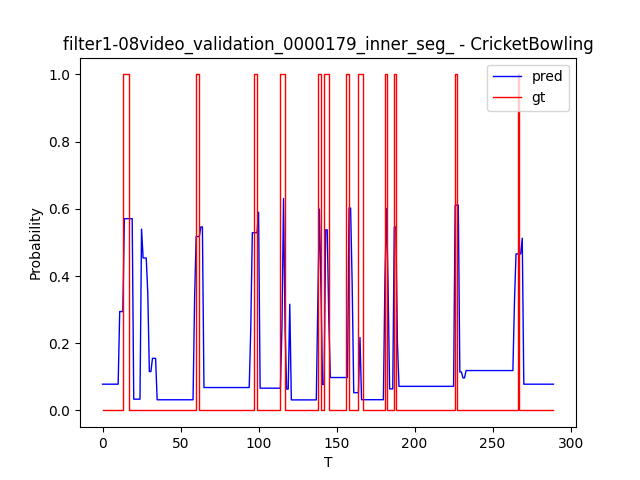 filter1-08video_validation_0000179_inner_seg_ - CricketBowling
pred
gt
Probability
1.0
0.8
0.6
0.4
0.2
0.0
0
50
100
150
200
250
300
T